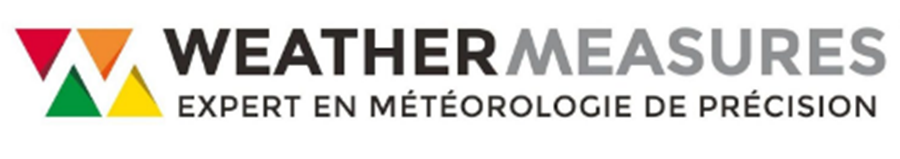 WEATHERMEASURES
EXPERT EN MÉTÉOROLOGIE DE PRÉCISION